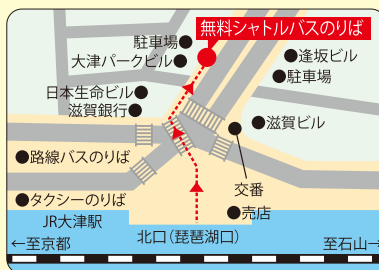 無料シャトルバスのりば
駐車場
大津パークビル
逢坂ビル
駐車場
日本生命ビル
滋賀銀行
滋賀ビル
路線バスのりば
交番
タクシーのりば
売店
JR大津駅
北口(琵琶湖口)
←至京都
至石山→